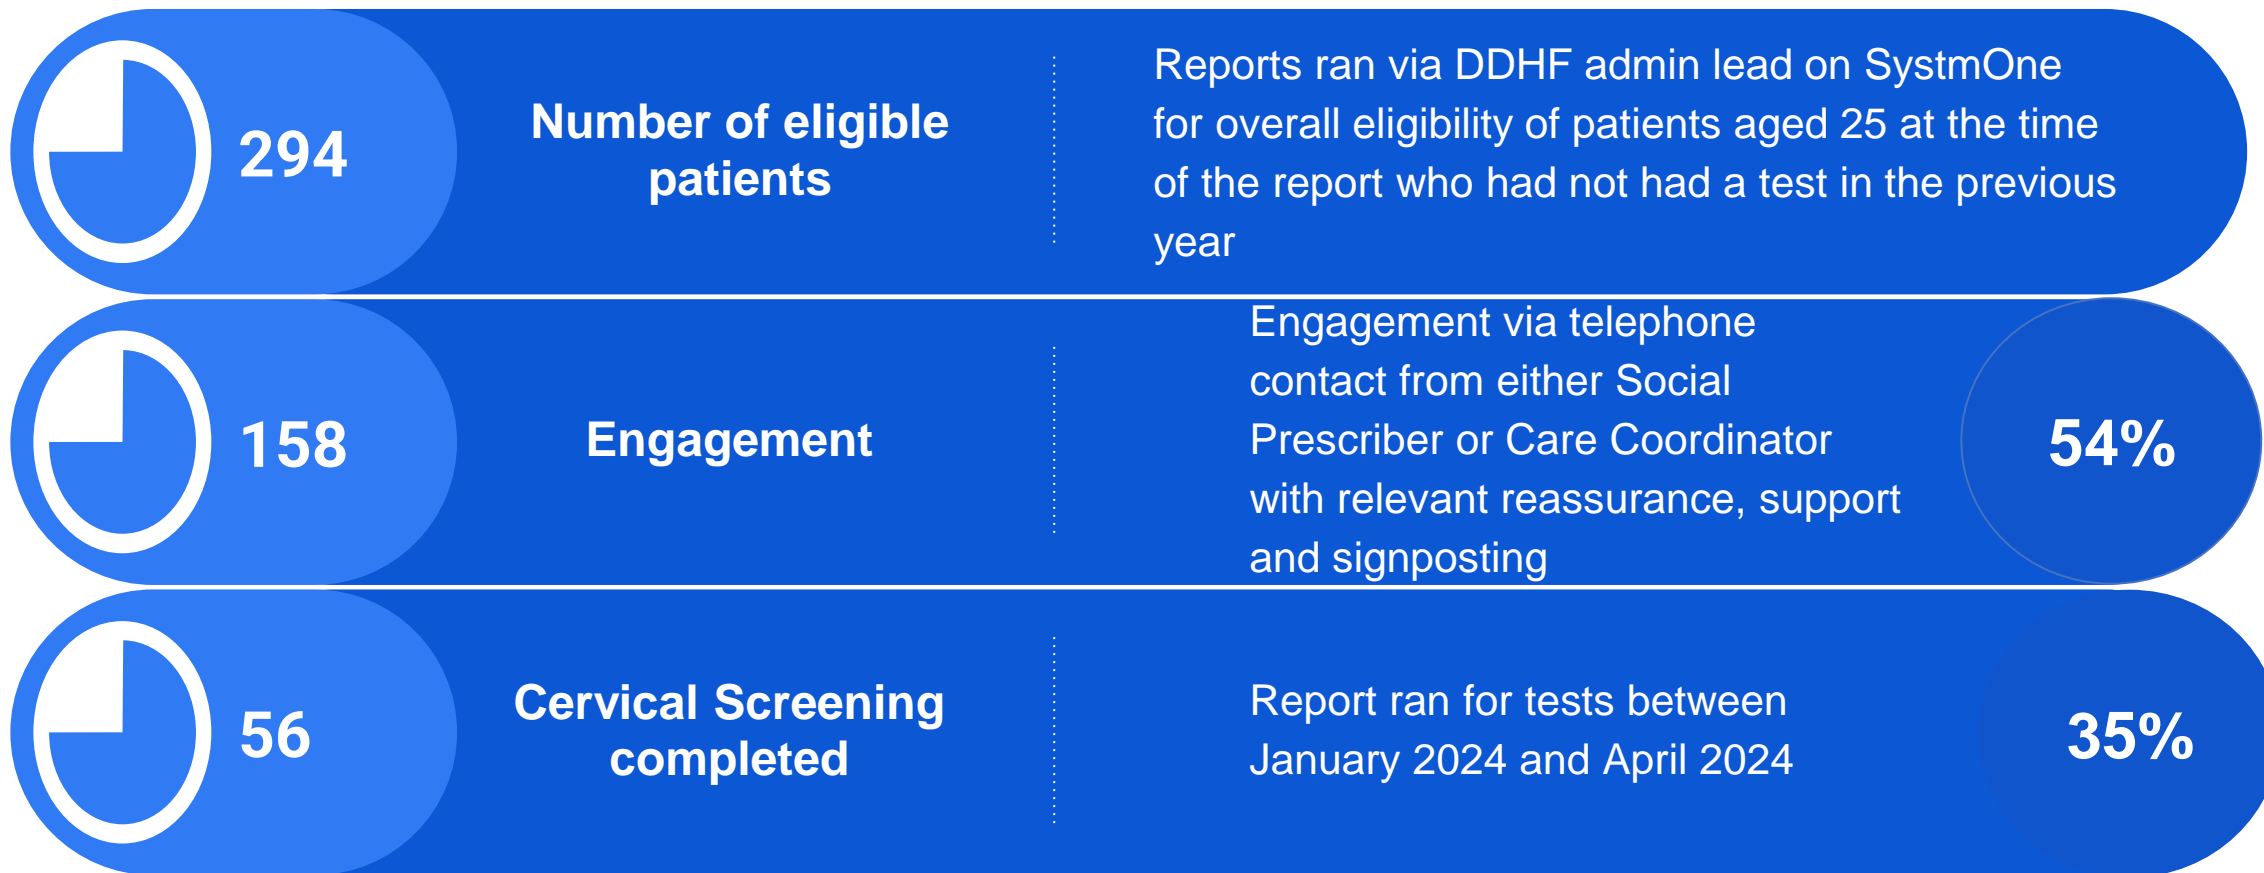 294
Number of eligible
patients
Reports ran via DDHF admin lead on SystmOne
for overall eligibility of patients aged 25 at the time
of the report who had not had a test in the previous
year
158
Engagement
Engagement via telephone
contact from either Social
Prescriber or Care Coordinator
with relevant reassurance, support
and signposting
54%
56
Cervical Screening
completed
Report ran for tests between
January 2024 and April 2024
35%